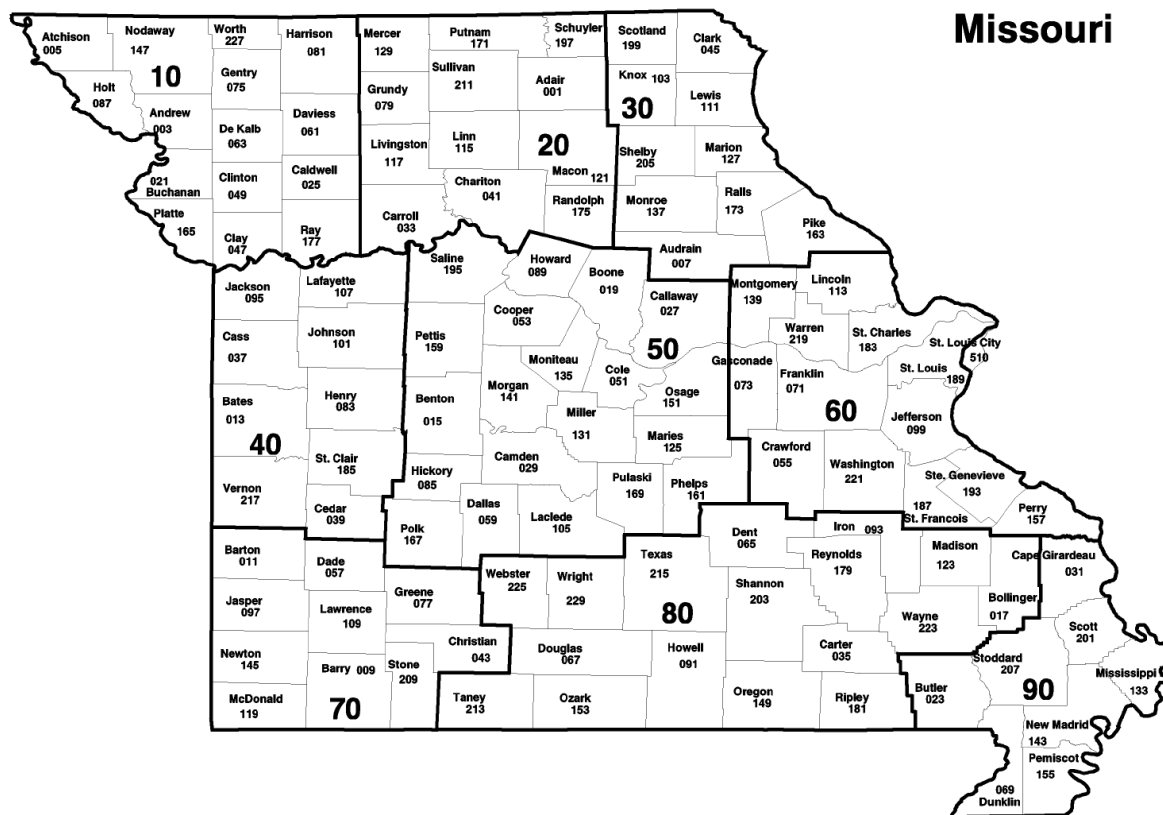 Missouri
Atchison
005
Nodaway
147
Worth
227
Harrison
081
Mercer
129
Putnam
171
Schuyler
197
Scotland
199
Clark
045
Holt
087
10
Gentry
075
Grundy
079
Sullivan
211
Adair
001
Knox 103
30
Lewis
111
Andrew
003
De Kalb
063
Daviess
061
Livingston
117
Linn
115
20
Macon 121
Shelby
205
Marion
127
021
Buchanan
Clinton
049
Caldwell
025
Chariton
041
Randolph
175
Monroe
137
Ralls
173
Platte
165
Clay
047
Ray
177
Carroll
033
Audrain
007
Pike
163
Jackson
095
Lafayette
107
Saline
195
Howard
089
Boone
019
Callaway
027
Montgomery
139
Lincoln
113
Cass
037
Johnson
101
Pettis
159
Cooper
053
Moniteau
135
Cole
051
50
Osage
151
Gasconade
073
Warren
219
St. Charles
183
St. Louis City
510
St. Louis
189
Franklin
071
60
Jefferson
099
Bates
013
40
Henry
083
Benton
015
Morgan
141
Miller
131
Maries
125
Crawford
055
Washington
221
Ste. Genevieve
193
187
St. Francois
Perry
157
Vernon
217
St. Clair
185
Cedar
039
Hickory
085
Camden
029
Pulaski
169
Phelps
161
Polk
167
Dallas
059
Laclede
105
Dent
065
Iron 093
Madison
123
Cape Girardeau
031
Barton
011
Dade
057
Greene
077
Webster
225
Wright
229
Texas
215
80
Shannon
203
Reynolds
179
Bollinger
017
Scott
201
Jasper
097
Lawrence
109
Christian
043
Douglas
067
Howell
091
Carter
035
Wayne
223
Stoddard
207
90
Mississippi
133
Newton
145
Barry 009
70
Stone
209
McDonald
119
Taney
213
Ozark
153
Oregon
149
Ripley
181
Butler
023
New Madrid
143
Pemiscot
155
069
Dunklin